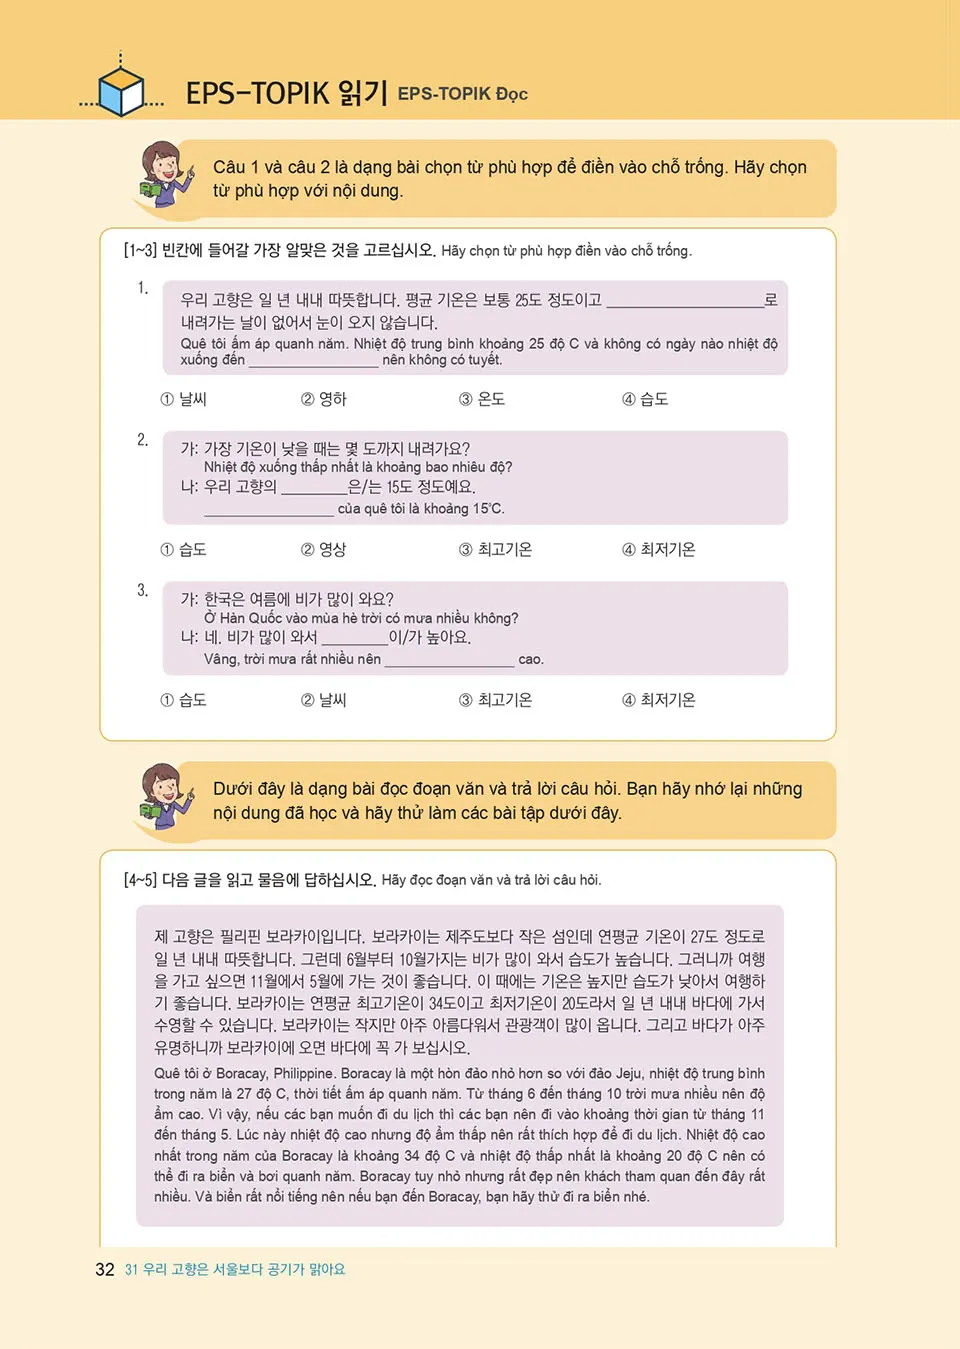 EPS-TOPIK 읽기 EPS-TOPIK Đọc
Câu 1 và câu 2 là dạng bài chọn từ phù hợp để điền vào chỗ trống. Hãy chọn
từ phù hợp với nội dung.
[1~3] 빈칸에 들어갈 가장 알맞은 것을 고르십시오. Hãy chọn từ phù hợp điền vào chỗ trống.
1.
우리 고향은 일 년 내내 따뜻합니다. 평균 기온은 보통 25도 정도이고 ____________________로
내려가는 날이 없어서 눈이 오지 않습니다.
Quê tôi ấm áp quanh năm. Nhiệt độ trung bình khoảng 25 độ C và không có ngày nào nhiệt độ
xuống đến ________________ nên không có tuyết.
① 날씨 ② 영하 ③ 온도 ④ 습도
2.
가: 가장 기온이 낮을 때는 몇 도까지 내려가요?
Nhiệt độ xuống thấp nhất là khoảng bao nhiêu độ?
나: 우리 고향의 ________은/는 15도 정도예요.
________________ của quê tôi là khoảng 15℃.
① 습도 ② 영상 ③ 최고기온 ④ 최저기온
3.
가: 한국은 여름에 비가 많이 와요?
Ở Hàn Quốc vào mùa hè trời có mưa nhiều không?
나: 네. 비가 많이 와서 ________이/가 높아요.
Vâng, trời mưa rất nhiều nên ________________ cao.
① 습도 ② 날씨 ③ 최고기온 ④ 최저기온
Dưới đây là dạng bài đọc đoạn văn và trả lời câu hỏi. Bạn hãy nhớ lại những
nội dung đã học và hãy thử làm các bài tập dưới đây.
[4~5] 다음 글을 읽고 물음에 답하십시오. Hãy đọc đoạn văn và trả lời câu hỏi.
제 고향은 필리핀 보라카이입니다. 보라카이는 제주도보다 작은 섬인데 연평균 기온이 27도 정도로
일 년 내내 따뜻합니다. 그런데 6월부터 10월가지는 비가 많이 와서 습도가 높습니다. 그러니까 여행
을 가고 싶으면 11월에서 5월에 가는 것이 좋습니다. 이 때에는 기온은 높지만 습도가 낮아서 여행하
기 좋습니다. 보라카이는 연평균 최고기온이 34도이고 최저기온이 20도라서 일 년 내내 바다에 가서
수영할 수 있습니다. 보라카이는 작지만 아주 아름다워서 관광객이 많이 옵니다. 그리고 바다가 아주
유명하니까 보라카이에 오면 바다에 꼭 가 보십시오.
Quê tôi ở Boracay, Philippine. Boracay là một hòn đảo nhỏ hơn so với đảo Jeju, nhiệt độ trung bình
trong năm là 27 độ C, thời tiết ấm áp quanh năm. Từ tháng 6 đến tháng 10 trời mưa nhiều nên độ
ẩm cao. Vì vậy, nếu các bạn muốn đi du lịch thì các bạn nên đi vào khoảng thời gian từ tháng 11
đến tháng 5. Lúc này nhiệt độ cao nhưng độ ẩm thấp nên rất thích hợp để đi du lịch. Nhiệt độ cao
nhất trong năm của Boracay là khoảng 34 độ C và nhiệt độ thấp nhất là khoảng 20 độ C nên có
thể đi ra biển và bơi quanh năm. Boracay tuy nhỏ nhưng rất đẹp nên khách tham quan đến đây rất
nhiều. Và biển rất nổi tiếng nên nếu bạn đến Boracay, bạn hãy thử đi ra biển nhé.
32 31 우리 고향은 서울보다 공기가 맑아요